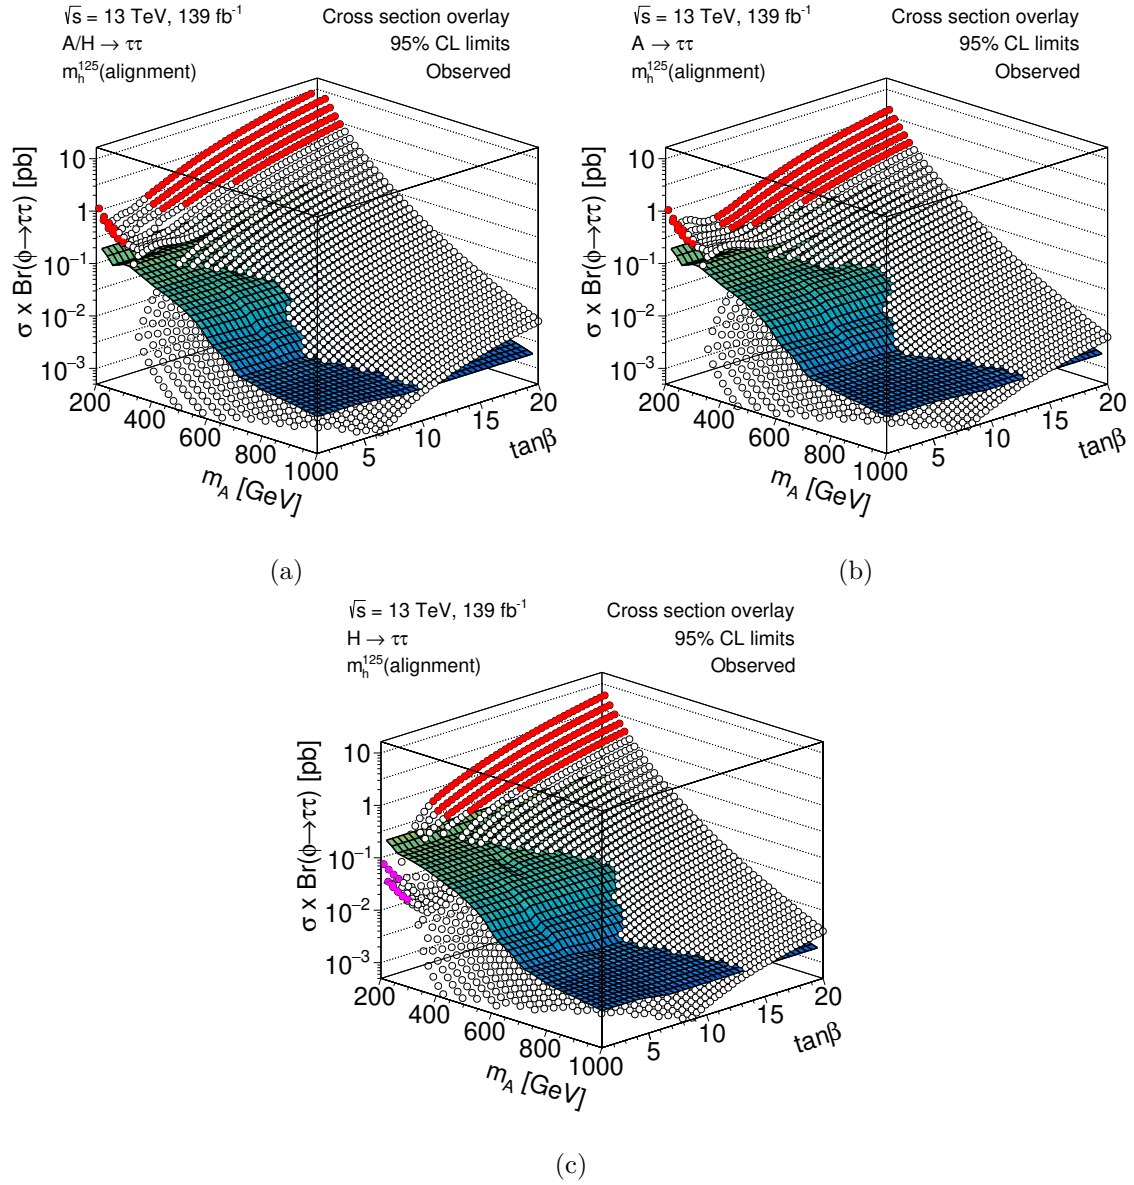 √s = 13 TeV, 139 fb⁻¹ Cross section overlay
A/H → ττ 95% CL limits
m_h^125(alignment) Observed
σ x Br(ϕ→ττ) [pb]
10
1
10⁻¹
10⁻²
10⁻³
200
400
600
800
1000
m_A [GeV]
5
10
15
20
tanβ
(a)
√s = 13 TeV, 139 fb⁻¹ Cross section overlay
A → ττ 95% CL limits
m_h^125(alignment) Observed
σ x Br(ϕ→ττ) [pb]
10
1
10⁻¹
10⁻²
10⁻³
200
400
600
800
1000
m_A [GeV]
5
10
15
20
tanβ
(b)
√s = 13 TeV, 139 fb⁻¹ Cross section overlay
H → ττ 95% CL limits
m_h^125(alignment) Observed
σ x Br(ϕ→ττ) [pb]
10
1
10⁻¹
10⁻²
10⁻³
200
400
600
800
1000
m_A [GeV]
5
10
15
20
tanβ
(c)